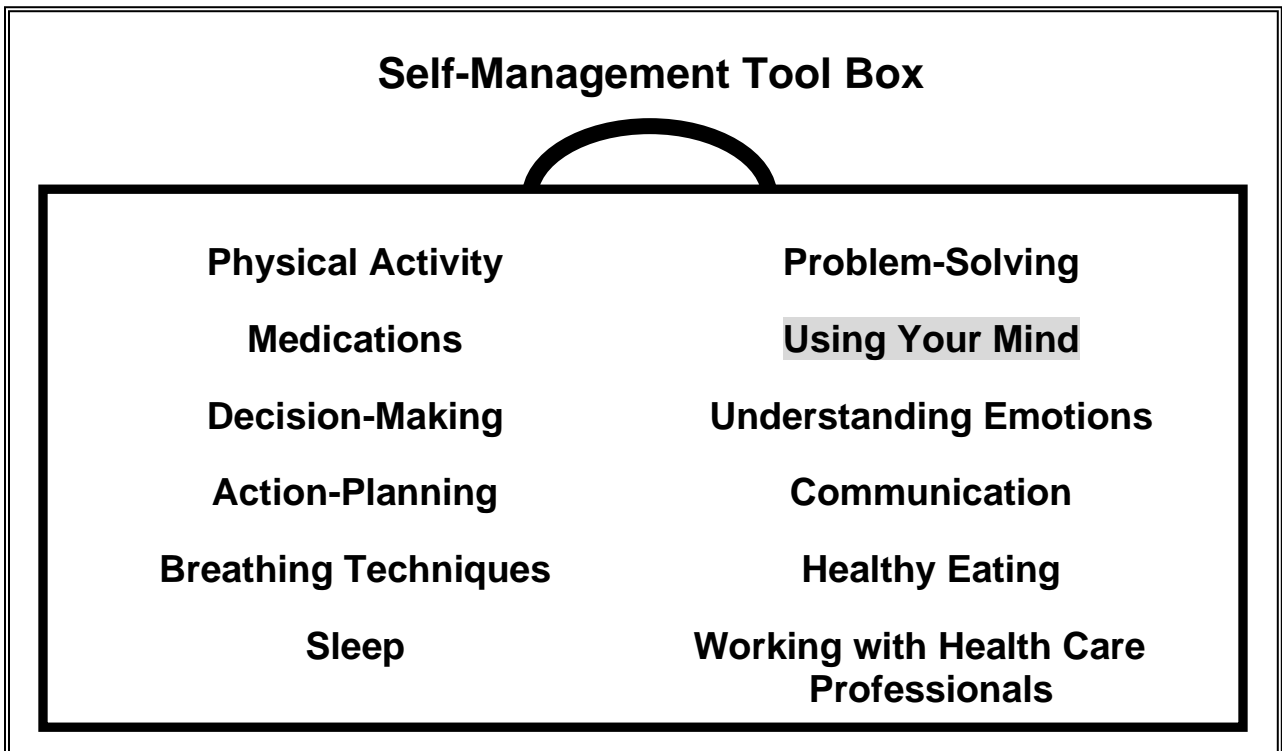 Self-Management Tool Box
Physical Activity
Medications
Decision-Making
Action-Planning
Breathing Techniques
Sleep
Problem-Solving
Using Your Mind
Understanding Emotions
Communication
Healthy Eating
Working with Health Care
Professionals